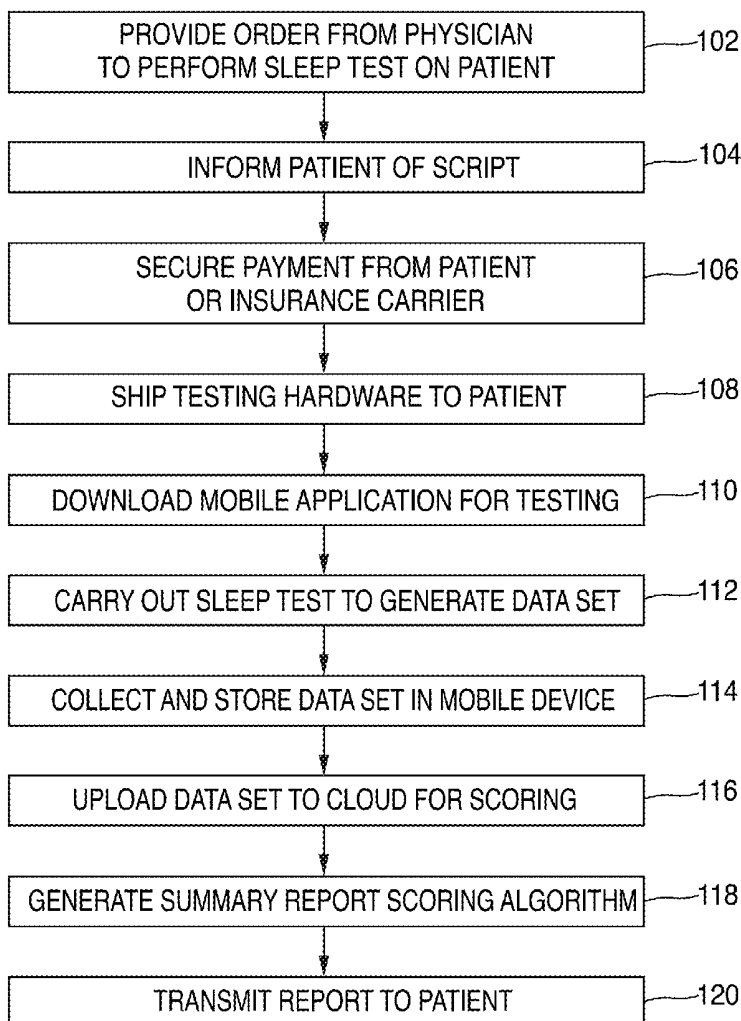 PROVIDE ORDER FROM PHYSICIAN
TO PERFORM SLEEP TEST ON PATIENT
102
INFORM PATIENT OF SCRIPT
104
SECURE PAYMENT FROM PATIENT
OR INSURANCE CARRIER
106
SHIP TESTING HARDWARE TO PATIENT
108
DOWNLOAD MOBILE APPLICATION FOR TESTING
110
CARRY OUT SLEEP TEST TO GENERATE DATA SET
112
COLLECT AND STORE DATA SET IN MOBILE DEVICE
114
UPLOAD DATA SET TO CLOUD FOR SCORING
116
GENERATE SUMMARY REPORT SCORING ALGORITHM
118
TRANSMIT REPORT TO PATIENT
120